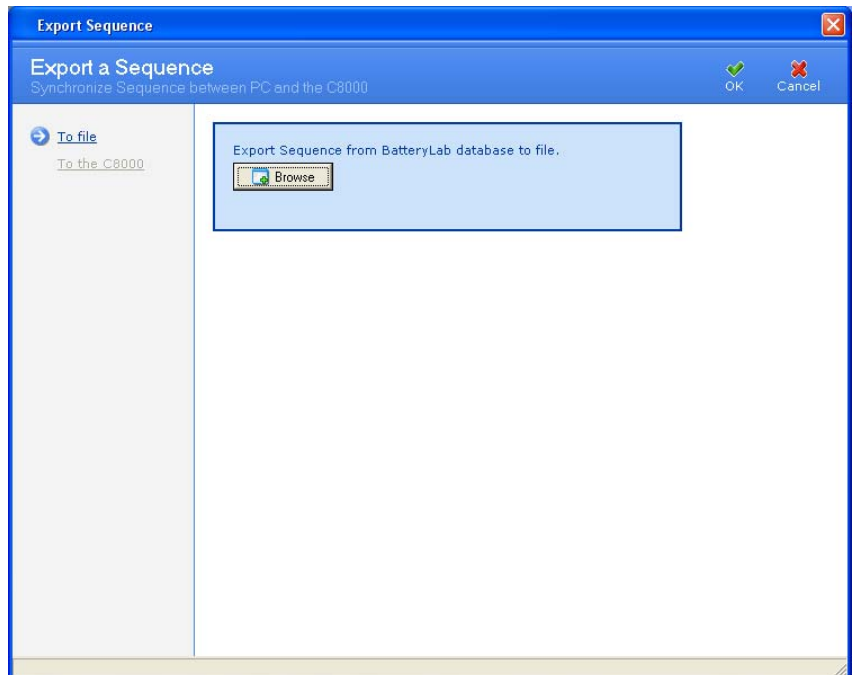 Export Sequence
Export a Sequence
Synchronize Sequence between PC and the C8000
OK
Cancel
To file
To the C8000
Export Sequence from BatteryLab database to file.
Browse